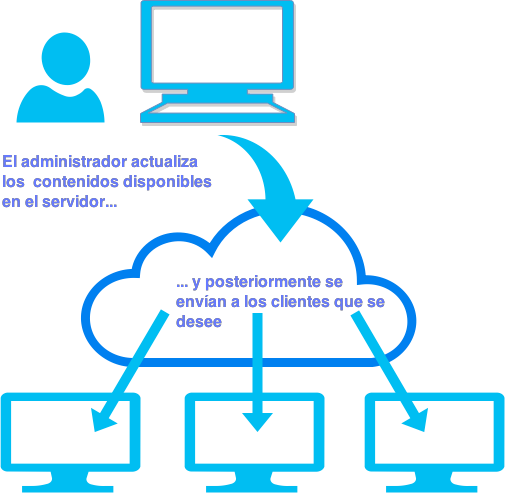 El administrador actualiza
los contenidos disponibles
en el servidor...
... y posteriormente se
envían a los clientes que se
desee